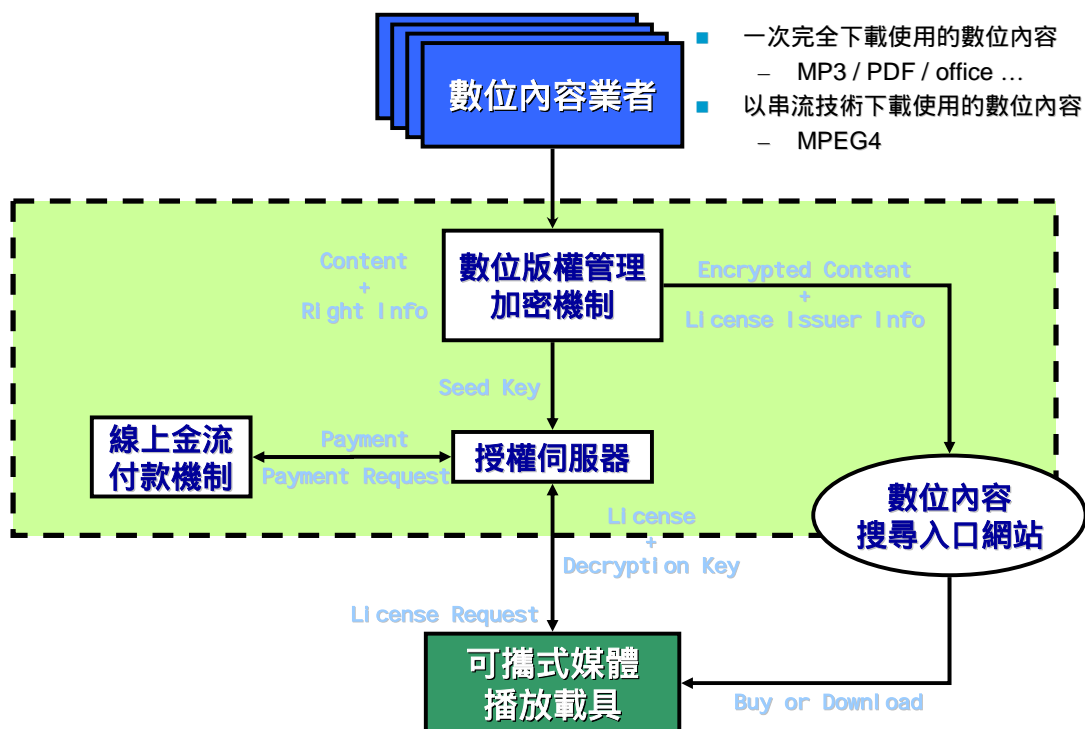 數位內容業者
一次完全下載使用的數位內容
– MP3 / PDF / office …
以串流技術下載使用的數位內容
– MPEG4
Content
+
Right Info
數位版權管理
加密機制
Encrypted Content
+
License Issuer Info
Seed Key
線上金流
付款機制
Payment
Payment Request
授權伺服器
數位內容
搜尋入口網站
License
+
Decryption Key
License Request
可攜式媒體
播放載具
Buy or Download